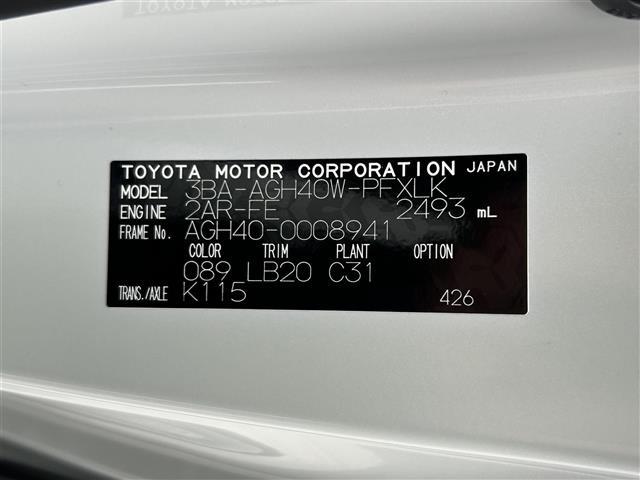 TOYOTA MOTOR CORPORATION JAPAN
MODEL 3BA-AGH40W-PFXLK
ENGINE 2AR-FE 2493 mL
FRAME No. AGH40-0008941
COLOR TRIM PLANT OPTION
089 LB20 C31
TRANS./AXLE K115 426